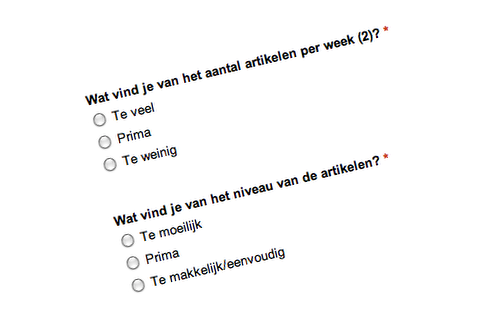 Wat vind je van het aantal artikelen per week (2)? *
Te veel
Prima
Te weinig
Wat vind je van het niveau van de artikelen? *
Te moeilijk
Prima
Te makkelijk/eenvoudig